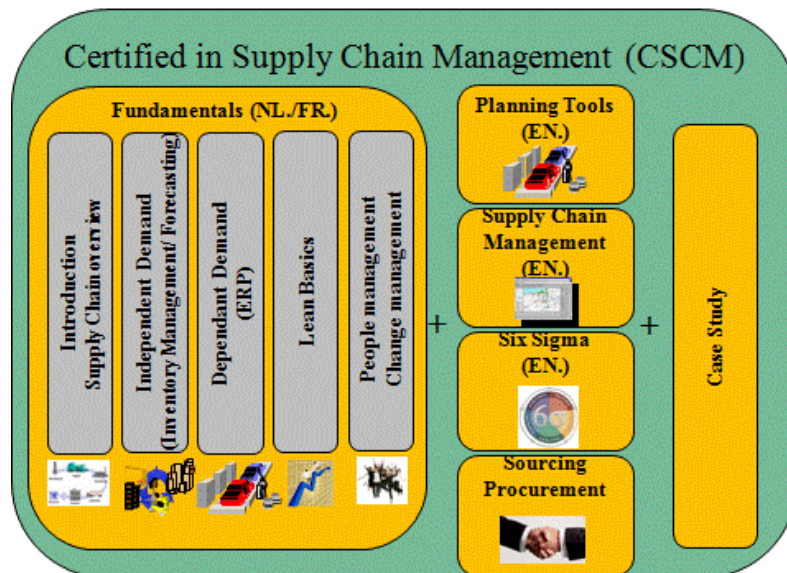 Certified in Supply Chain Management (CSCM)
Fundamentals (NL./FR.)
Introduction
Supply Chain overview
Independent Demand
(Inventory Management/ Forecasting)
Dependant Demand
(ERP)
Lean Basics
People management
Change management
+
Planning Tools
(EN.)
Supply Chain
Management
(EN.)
Six Sigma
(EN.)
6σ
Sourcing
Procurement
+
Case Study